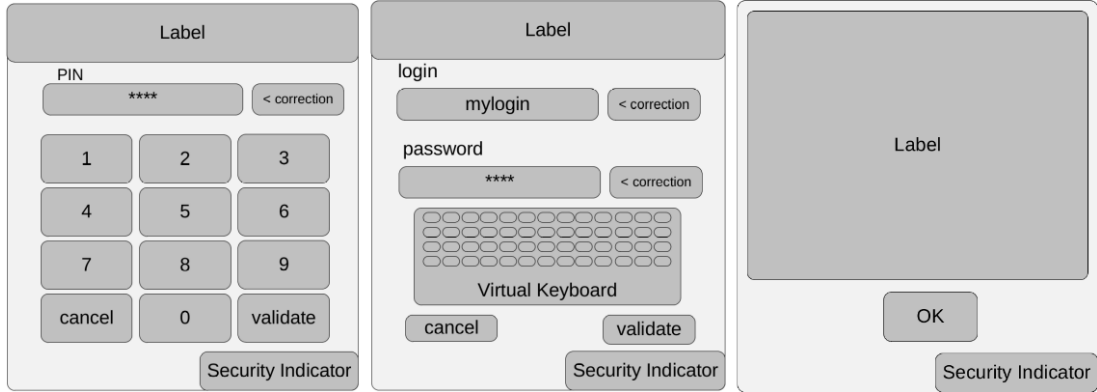 Label
PIN
****
< correction
1 2 3
4 5 6
7 8 9
cancel 0 validate
Security Indicator
Label
login
mylogin
< correction
password
****
< correction
Virtual Keyboard
cancel
validate
Security Indicator
Label
OK
Security Indicator